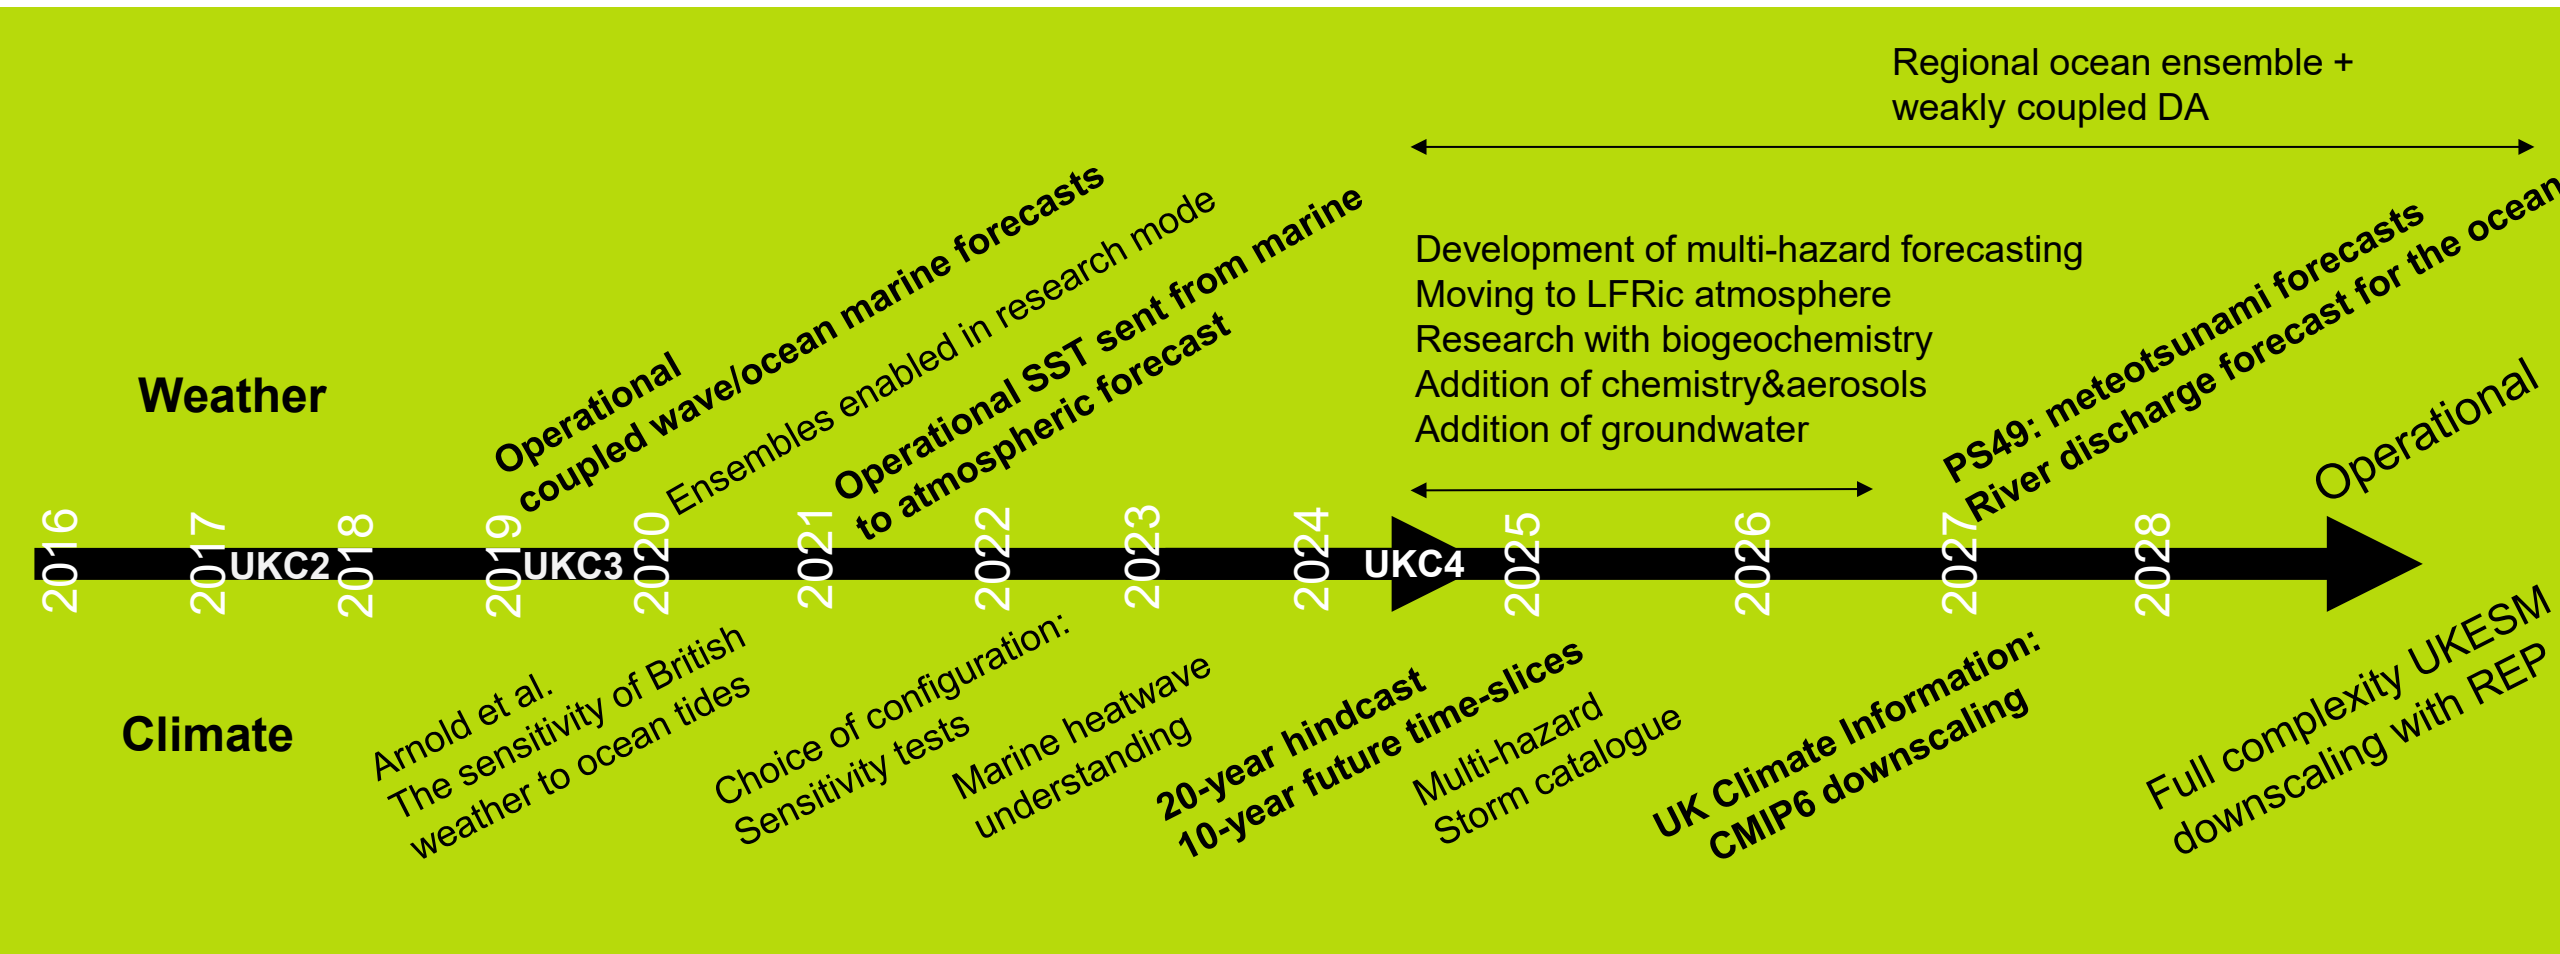 Regional ocean ensemble +
weakly coupled DA
Weather
Operational
coupled wave/ocean marine forecasts
Ensembles enabled in research mode
Operational SST sent from marine
to atmospheric forecast
Development of multi-hazard forecasting
Moving to LFRic atmosphere
Research with biogeochemistry
Addition of chemistry&aerosols
Addition of groundwater
PS49: meteotsunami forecasts
River discharge forecast for the ocean
Operational
2016
2017
UKC2
2018
2019
UKC3
2020
2021
2022
2023
2024
UKC4
2025
2026
2027
2028
Climate
Arnold et al.
The sensitivity of British
weather to ocean tides
Choice of configuration:
Sensitivity tests
Marine heatwave
understanding
20-year hindcast
10-year future time-slices
Multi-hazard
Storm catalogue
UK Climate Information:
CMIP6 downscaling
Full complexity UKESM
downscaling with REP